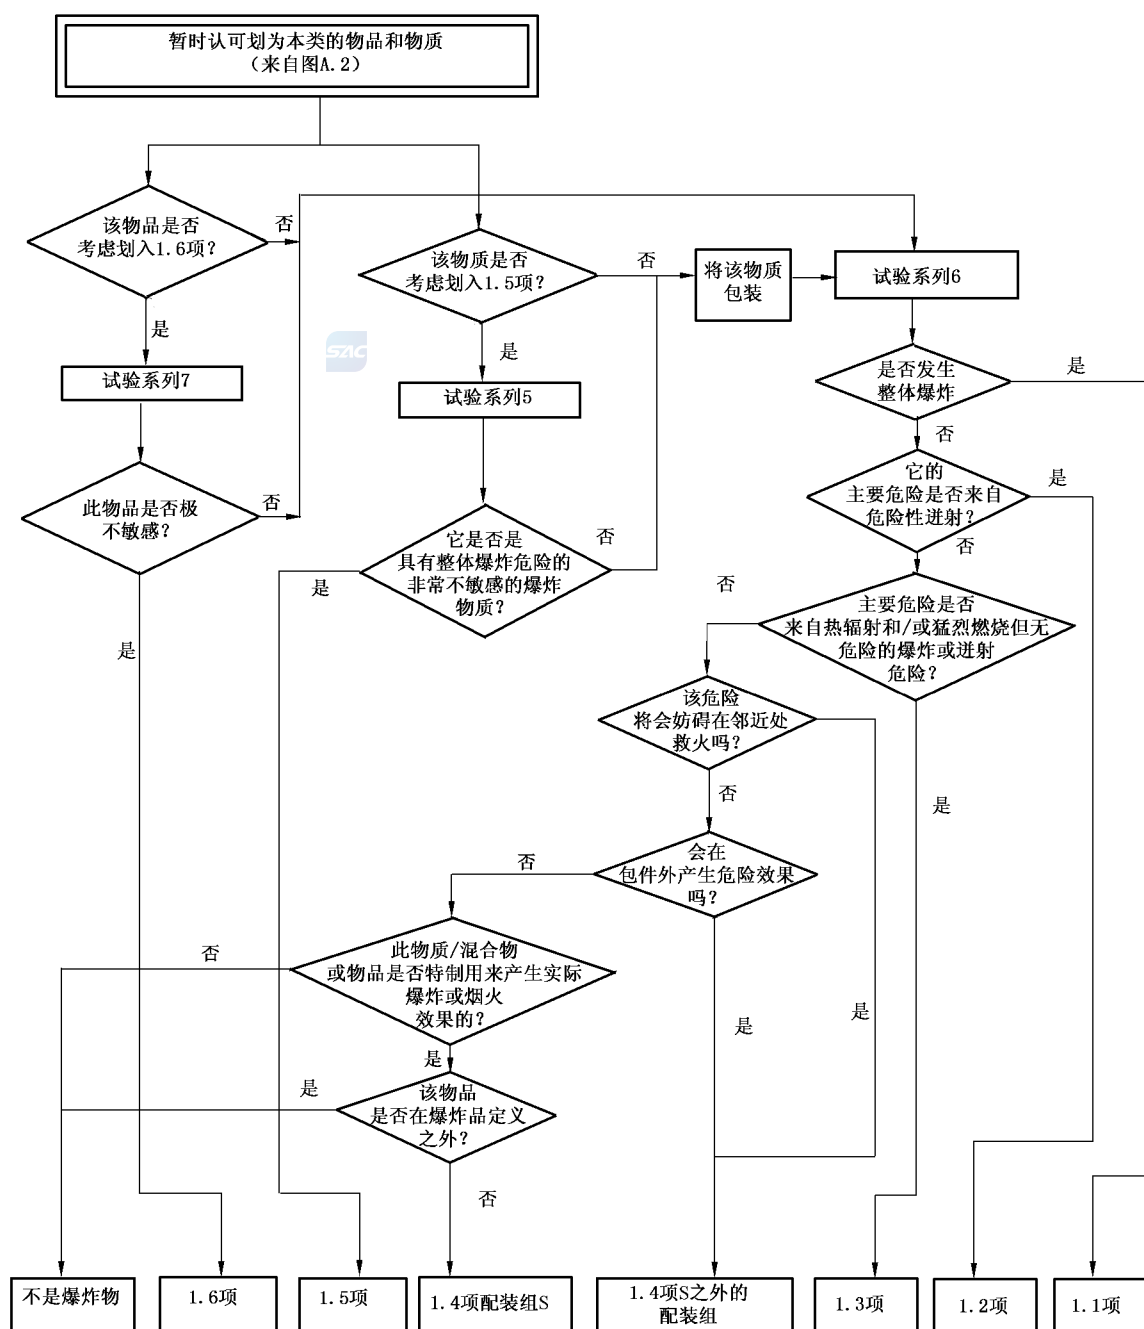 暂时认可划为本类的物品和物质
（来自图A.2）
该物品是否
考虑划入1.6项？
否
是
试验系列7
此物品是否极
不敏感？
否
是
该物质是否
考虑划入1.5项？
否
是
将该物质
包装
SAC
试验系列5
它是否是
具有整体爆炸危险的
非常不敏感的爆炸
物质？
否
是
试验系列6
是否发生
整体爆炸
是
否
它的
主要危险是否来自
危险性迸射？
是
否
主要危险是否
来自热辐射和/或猛烈燃烧但无
危险的爆炸或迸射
危险？
否
是
该危险
将会妨碍在邻近处
救火吗？
否
是
会在
包件外产生危险效果
吗？
否
是
此物质/混合物
或物品是否特制用来产生实际
爆炸或烟火
效果的？
否
是
该物品
是否在爆炸品定义
之外？
是
否
不是爆炸物
1.6项
1.5项
1.4项配装组S
1.4项S之外的
配装组
1.3项
1.2项
1.1项